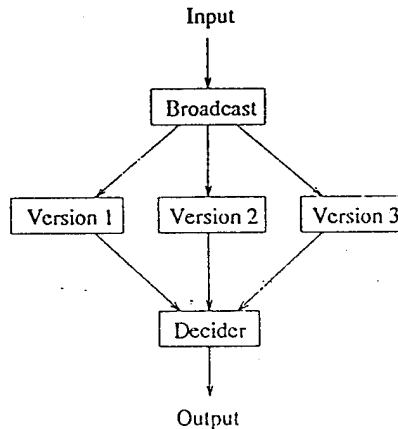 Input
Broadcast
Version 1 Version 2 Version 3
Decider
Output